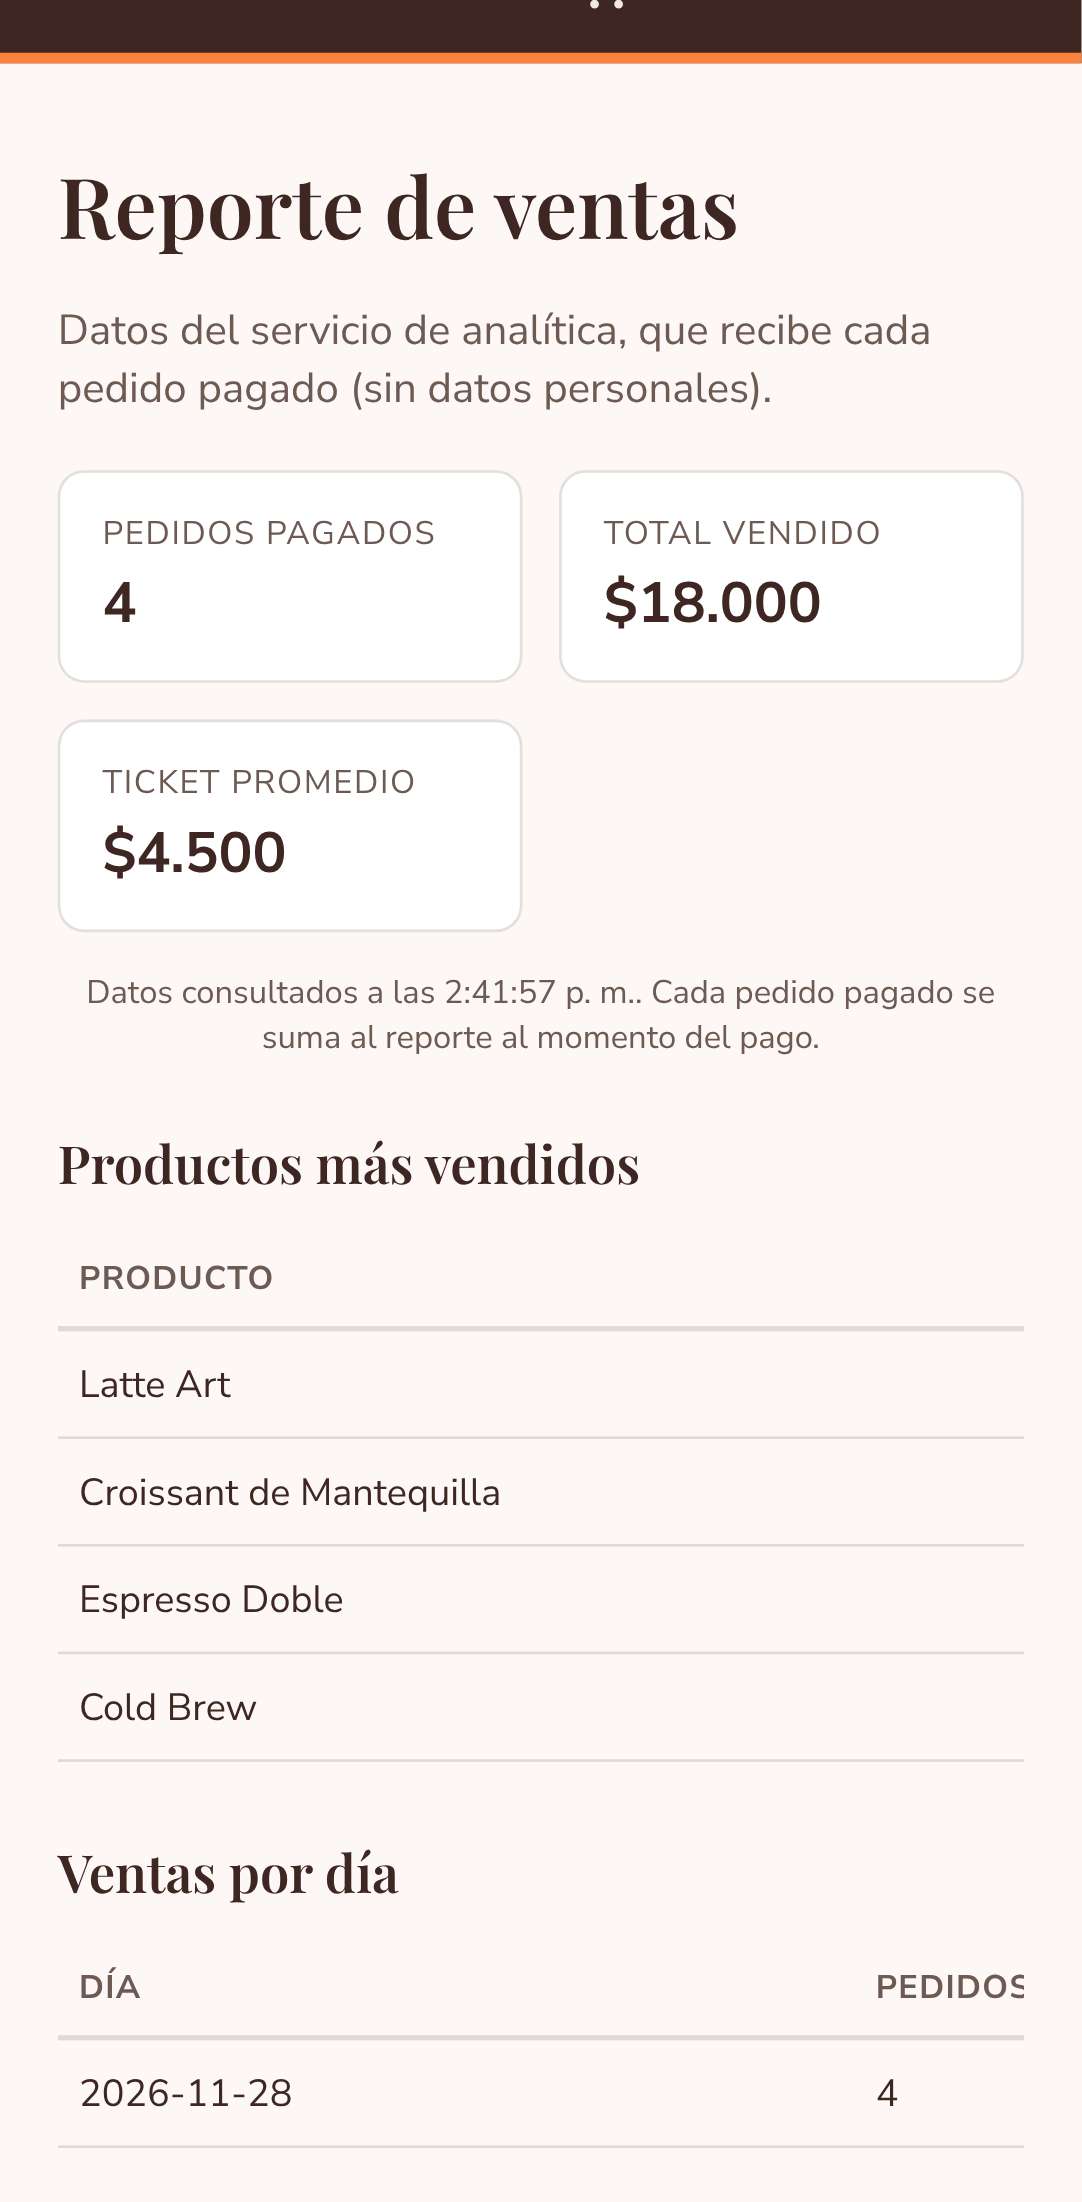 Reporte de ventas
Datos del servicio de analítica, que recibe cada
pedido pagado (sin datos personales).
PEDIDOS PAGADOS
4
TOTAL VENDIDO
$18.000
TICKET PROMEDIO
$4.500
Datos consultados a las 2:41:57 p. m.. Cada pedido pagado se
suma al reporte al momento del pago.
Productos más vendidos
PRODUCTO
Latte Art
Croissant de Mantequilla
Espresso Doble
Cold Brew
Ventas por día
DÍA PEDIDOS
2026-11-28 4